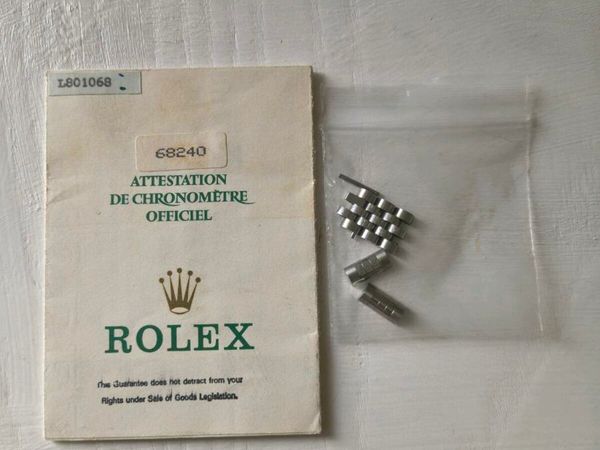 L801068
68240
ATTESTATION
DE CHRONOMÈTRE
OFFICIEL
ROLEX
The Guarantee does not detract from your
Rights under Sale of Goods Legislation.